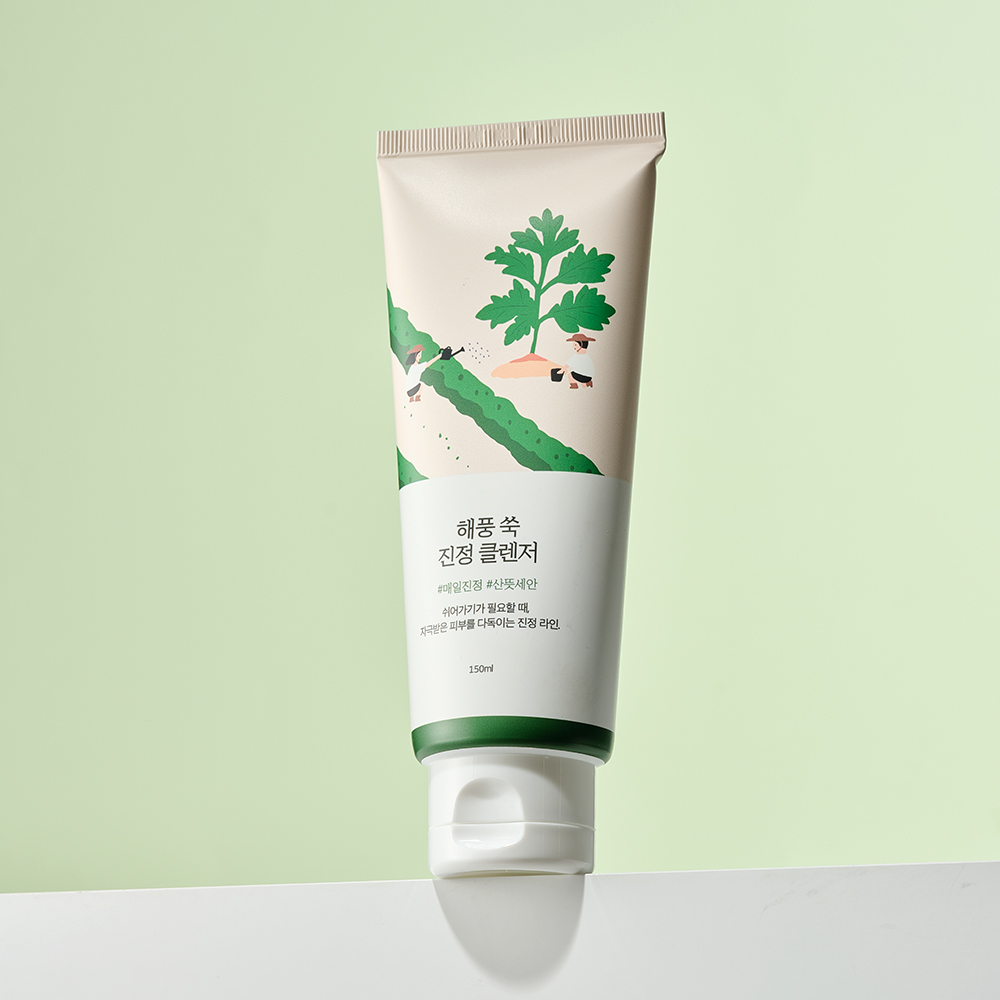 해풍 쑥
진정 클렌저
#매일진정 #산뜻세안
쉬어가기가 필요할 때,
자극받은 피부를 다독이는 진정 라인.
150ml